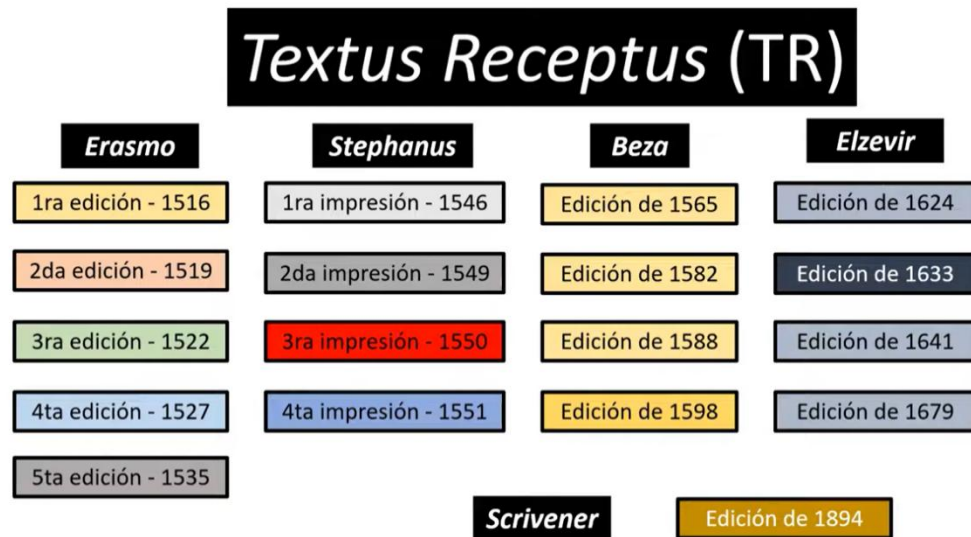 Textus Receptus (TR)
Erasmo
1ra edición - 1516
2da edición - 1519
3ra edición - 1522
4ta edición - 1527
5ta edición - 1535
Stephanus
1ra impresión - 1546
2da impresión - 1549
3ra impresión - 1550
4ta impresión - 1551
Beza
Edición de 1565
Edición de 1582
Edición de 1588
Edición de 1598
Elzevir
Edición de 1624
Edición de 1633
Edición de 1641
Edición de 1679
Scrivener
Edición de 1894